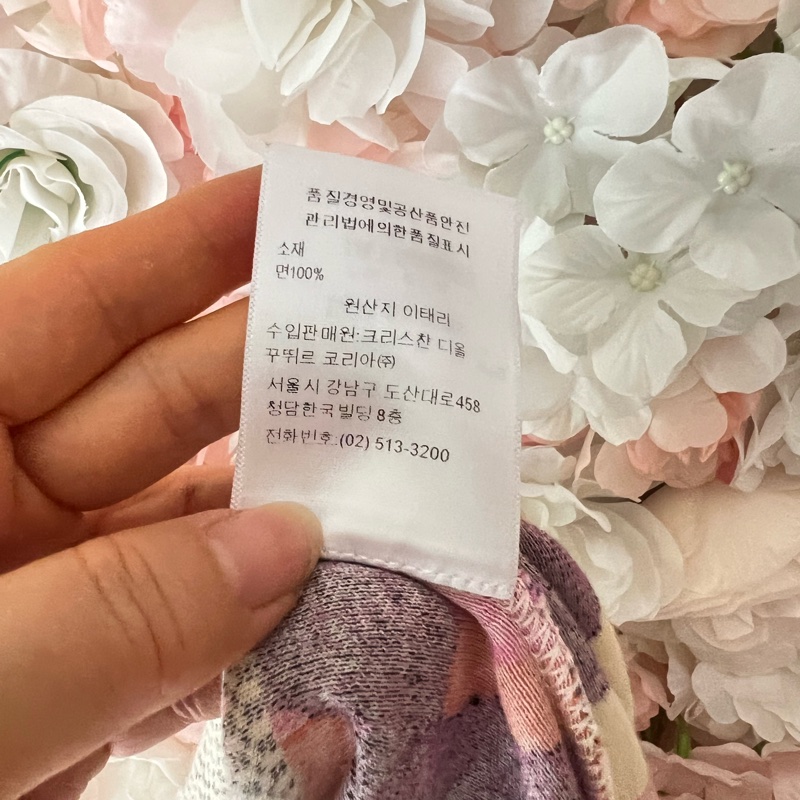 품질경영및공산품안진
관리법에의한품질표시
소재
면100%
원산지 이태리
수입판매원:크리스챤 디올
꾸뛰르 코리아㈜
서울시 강남구 도산대로458
청담한국빌딩 8층
전화번호:(02) 513-3200